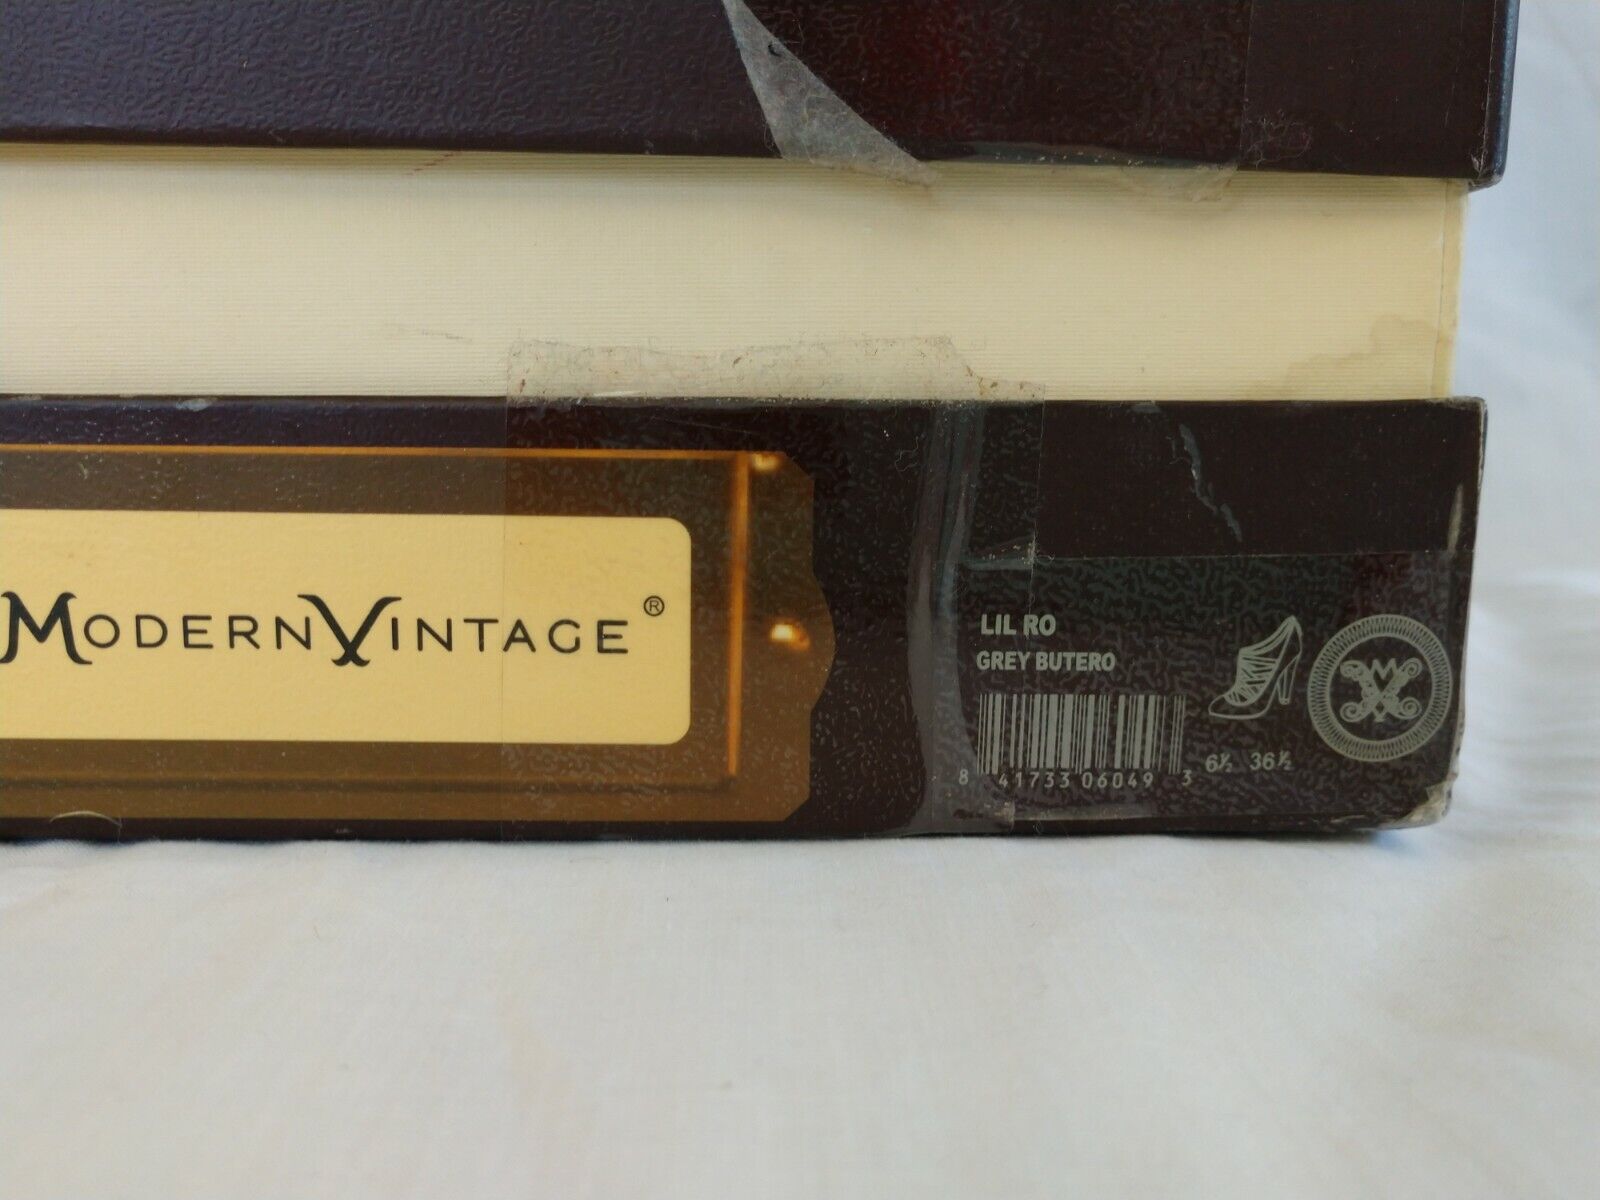 MODERNVINTAGE®
LIL RO
GREY BUTERO
8 41733 06049 3
6½ 36½